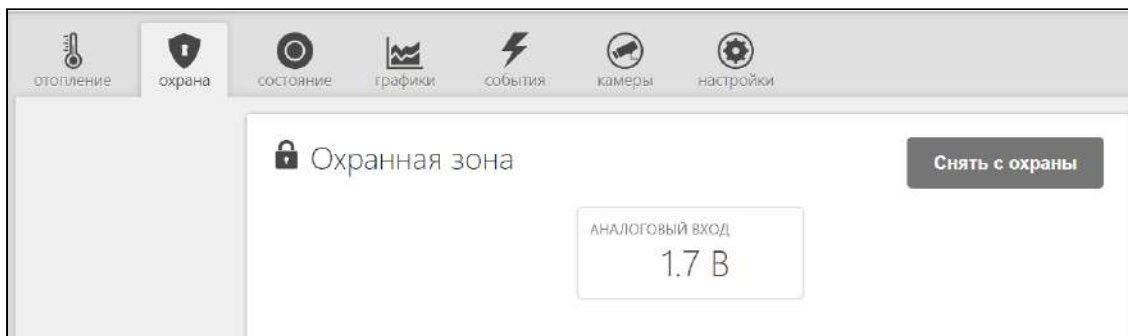 отопление охрана состояние графики события камеры настройки
Охранная зона
Снять с охраны
АНАЛОГОВЫЙ ВХОД
1.7 В